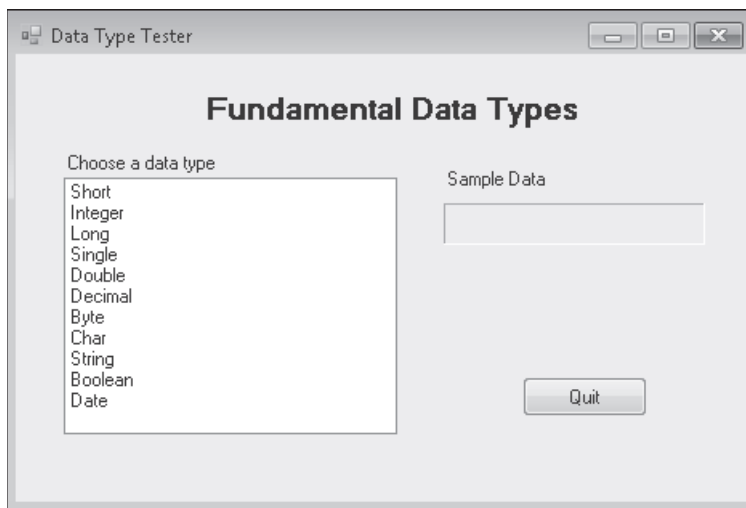 Data Type Tester
Fundamental Data Types
Choose a data type
Short
Integer
Long
Single
Double
Decimal
Byte
Char
String
Boolean
Date
Sample Data
Quit